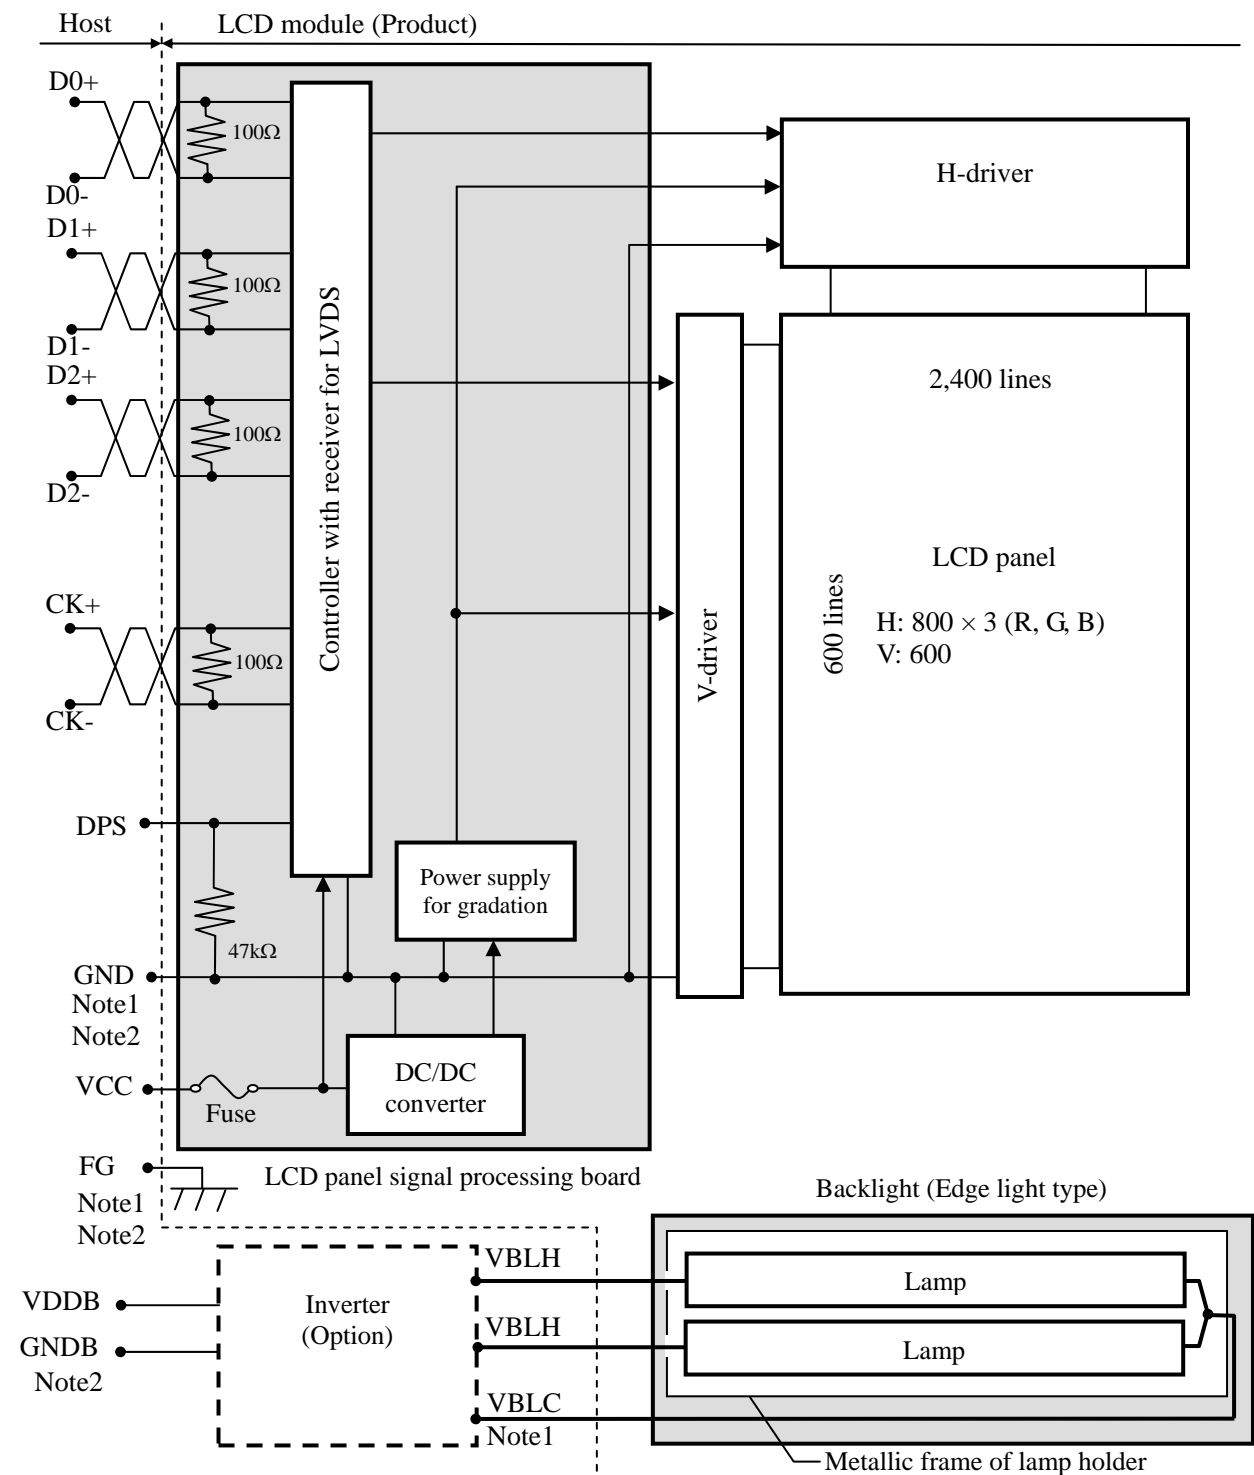 Host
LCD module (Product)
D0+
100Ω
D0-
D1+
100Ω
D1-
D2+
100Ω
D2-
CK+
100Ω
CK-
DPS
47kΩ
GND
Note1
Note2
VCC
Fuse
Controller with receiver for LVDS
Power supply
for gradation
DC/DC
converter
H-driver
V-driver
2,400 lines
600 lines
LCD panel
H: 800 × 3 (R, G, B)
V: 600
FG
Note1
Note2
LCD panel signal processing board
Backlight (Edge light type)
VDDB
GNDB
Note2
Inverter
(Option)
VBLH
VBLH
VBLC
Note1
Lamp
Lamp
Metallic frame of lamp holder